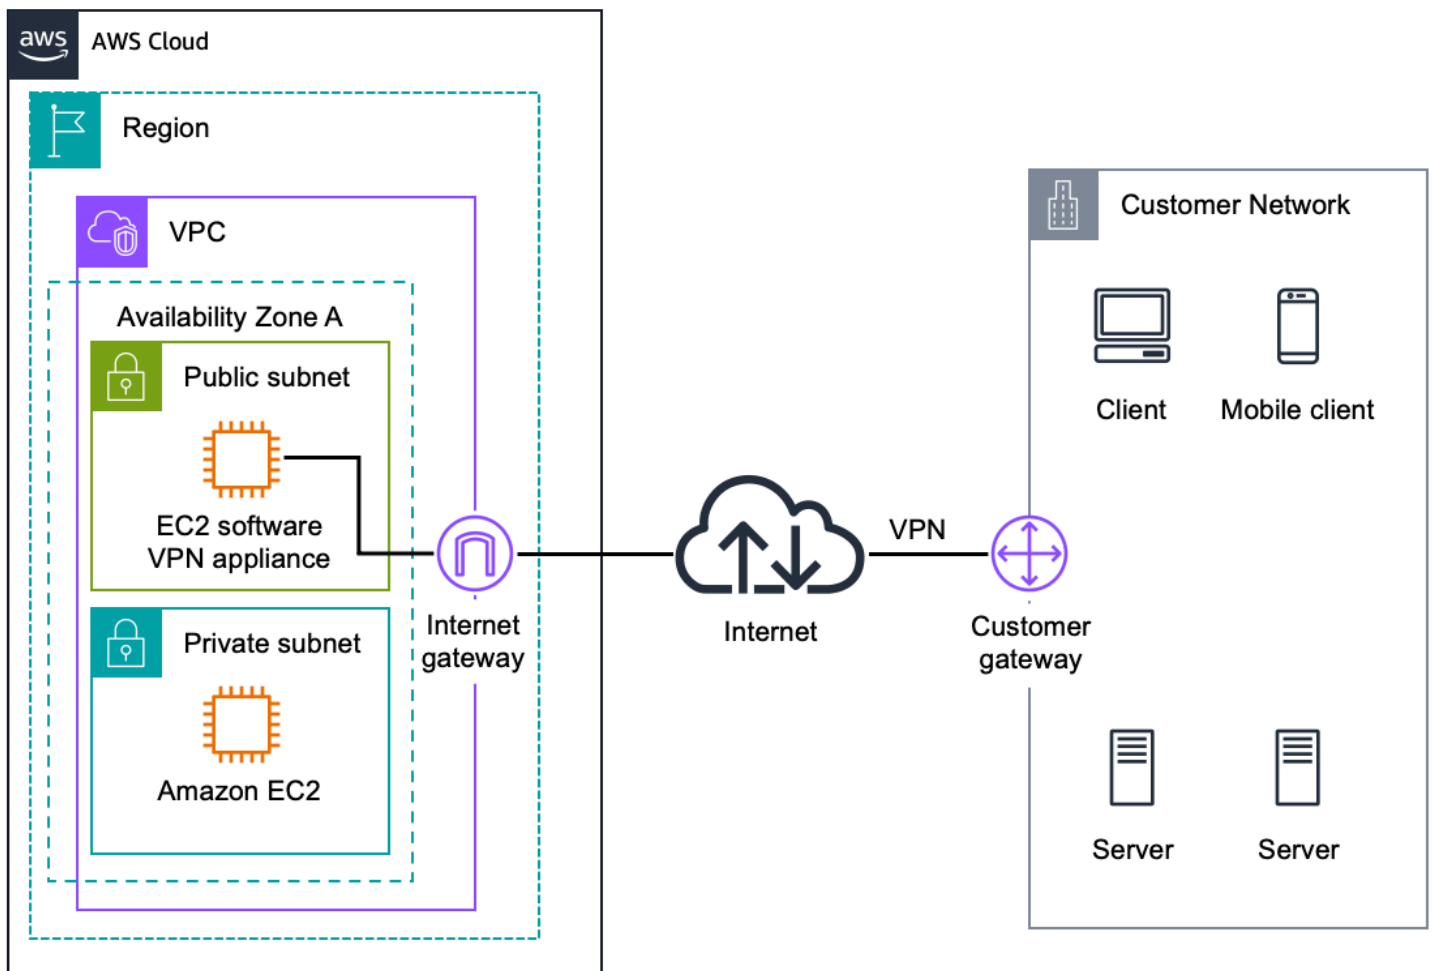 aws
AWS Cloud
Region
VPC
Availability Zone A
Public subnet
EC2 software
VPN appliance
Internet
gateway
Private subnet
Amazon EC2
Internet
VPN
Customer
gateway
Customer Network
Client
Mobile client
Server
Server